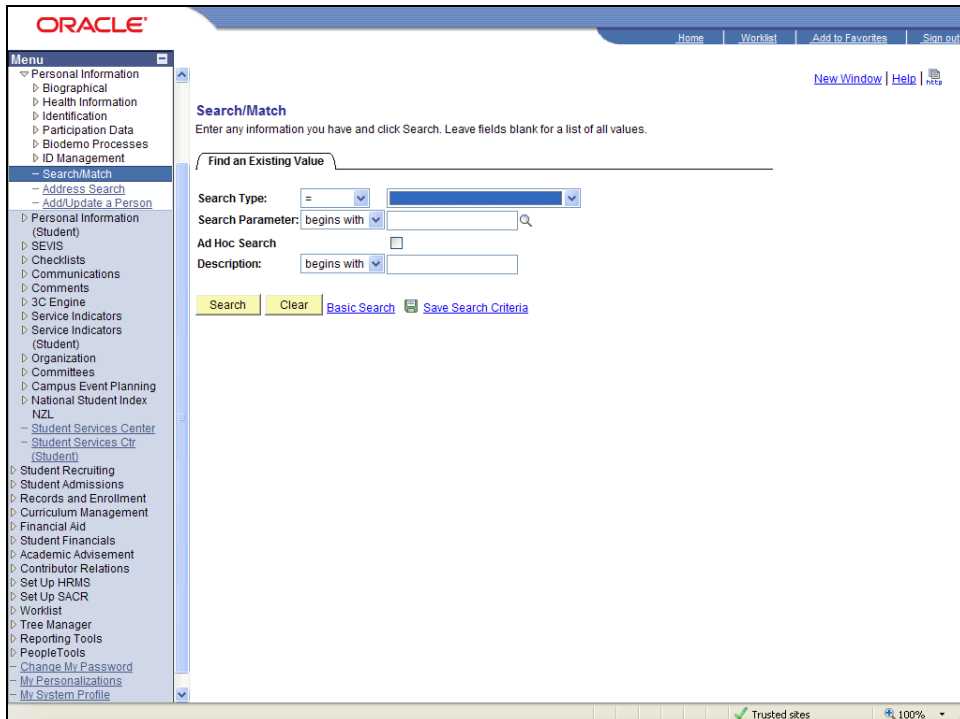 ORACLE
Home
Worklist
Add to Favorites
Sign out
Menu
Personal Information
Biographical
Health Information
Identification
Participation Data
Biodemo Processes
ID Management
– Search/Match
– Address Search
– Add/Update a Person
Personal Information
(Student)
SEVIS
Checklists
Communications
Comments
3C Engine
Service Indicators
Service Indicators
(Student)
Organization
Committees
Campus Event Planning
National Student Index
NZL
– Student Services Center
– Student Services Ctr
(Student)
Student Recruiting
Student Admissions
Records and Enrollment
Curriculum Management
Financial Aid
Student Financials
Academic Advisement
Contributor Relations
Set Up HRMS
Set Up SACR
Worklist
Tree Manager
Reporting Tools
PeopleTools
– Change My Password
– My Personalizations
– My System Profile
New Window | Help | http
Search/Match
Enter any information you have and click Search. Leave fields blank for a list of all values.
Find an Existing Value
Search Type: =
Search Parameter: begins with
Ad Hoc Search
Description: begins with
Search Clear Basic Search Save Search Criteria
Trusted sites 100%